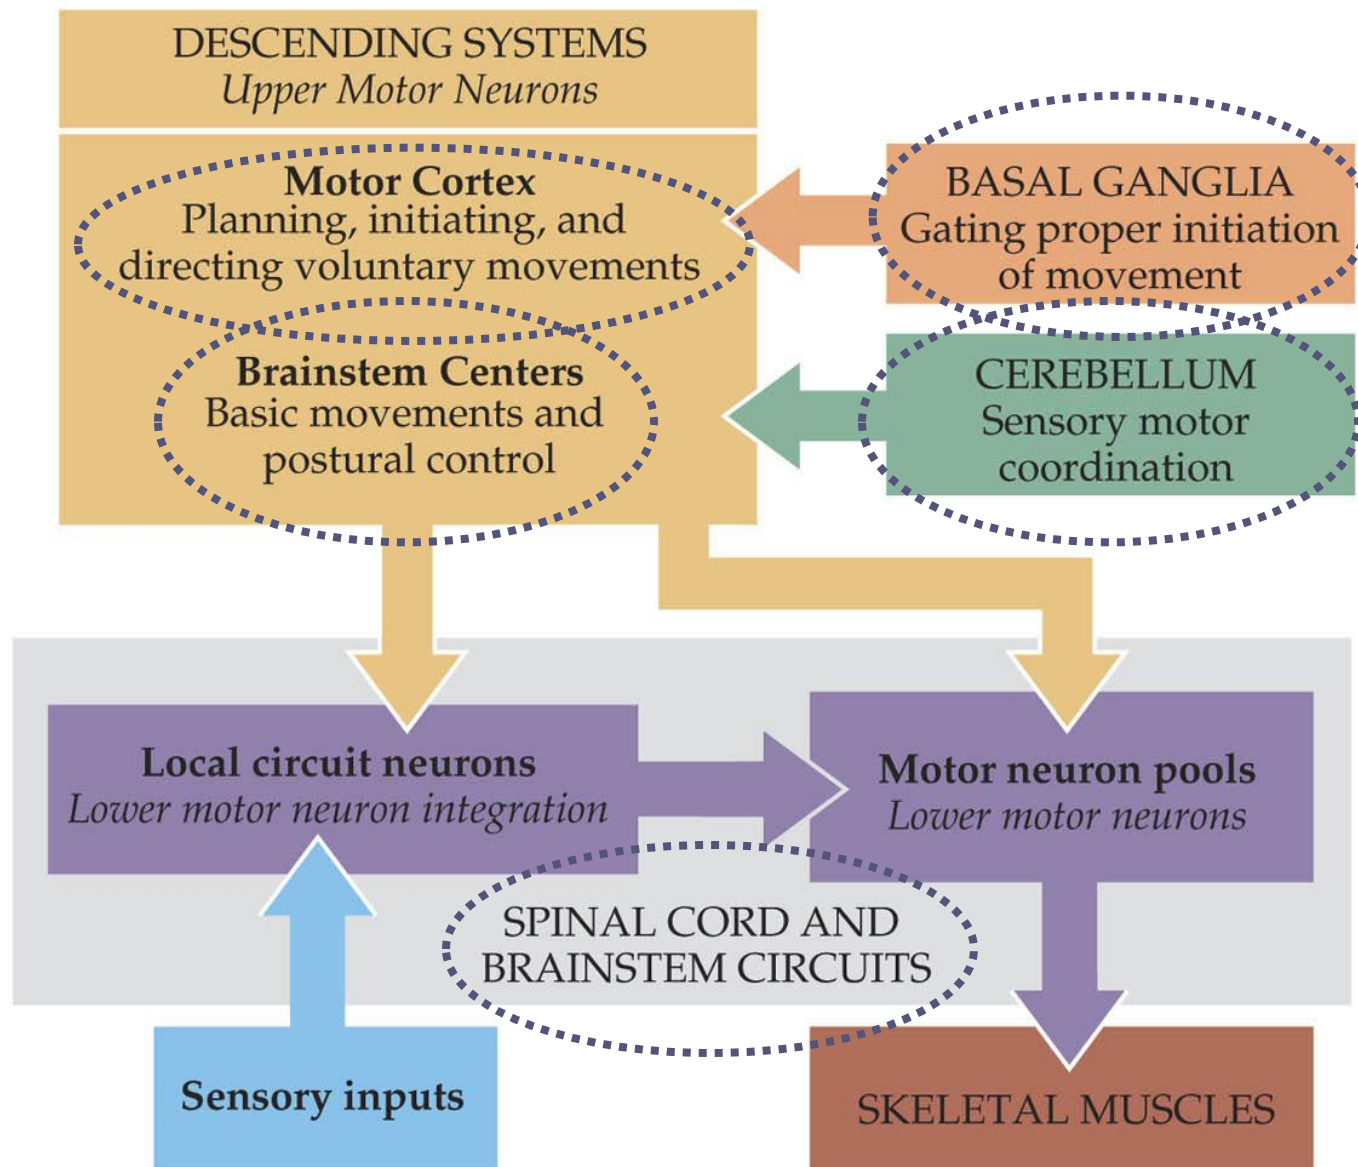 DESCENDING SYSTEMS
Upper Motor Neurons
Motor Cortex
Planning, initiating, and
directing voluntary movements
Brainstem Centers
Basic movements and
postural control
BASAL GANGLIA
Gating proper initiation
of movement
CEREBELLUM
Sensory motor
coordination
Local circuit neurons
Lower motor neuron integration
Motor neuron pools
Lower motor neurons
SPINAL CORD AND
BRAINSTEM CIRCUITS
Sensory inputs
SKELETAL MUSCLES